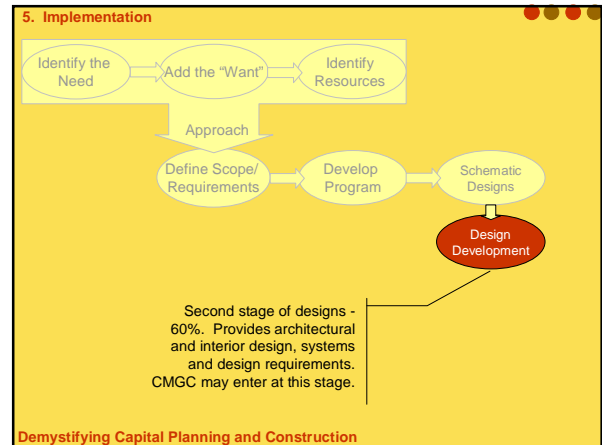 5. Implementation
Identify the
Need
Add the “Want”
Identify
Resources
Approach
Define Scope/
Requirements
Develop
Program
Schematic
Designs
Design
Development
Second stage of designs -
60%. Provides architectural
and interior design, systems
and design requirements.
CMGC may enter at this stage.
Demystifying Capital Planning and Construction